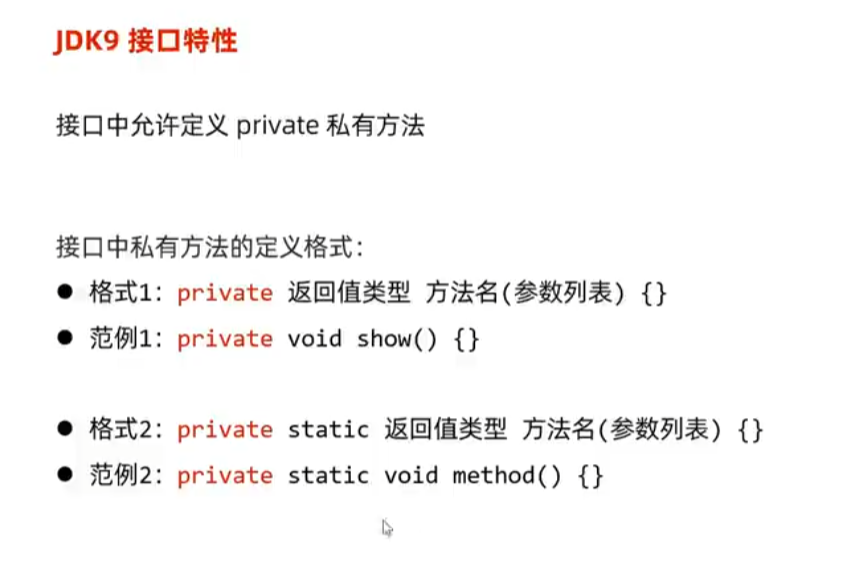 JDK9 接口特性
接口中允许定义 private 私有方法
接口中私有方法的定义格式：
● 格式1：private 返回值类型 方法名(参数列表) {}
● 范例1：private void show() {}
● 格式2：private static 返回值类型 方法名(参数列表) {}
● 范例2：private static void method() {}